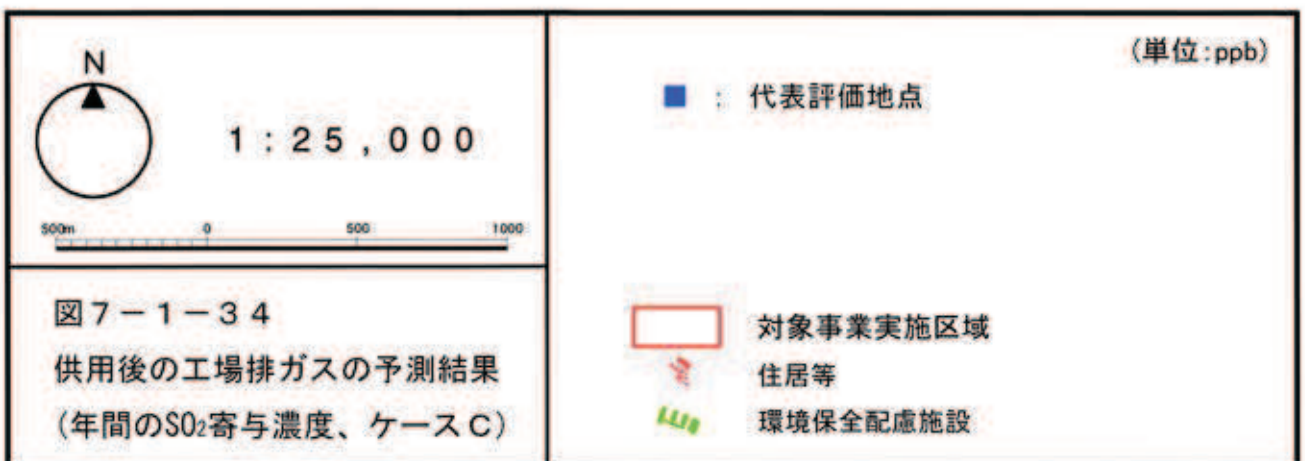 N
1:25,000
500m 0 500 1000
図7-1-34
供用後の工場排ガスの予測結果
(年間のSO₂寄与濃度、ケースC)
(単位:ppb)
: 代表評価地点
対象事業実施区域
住居等
環境保全配慮施設